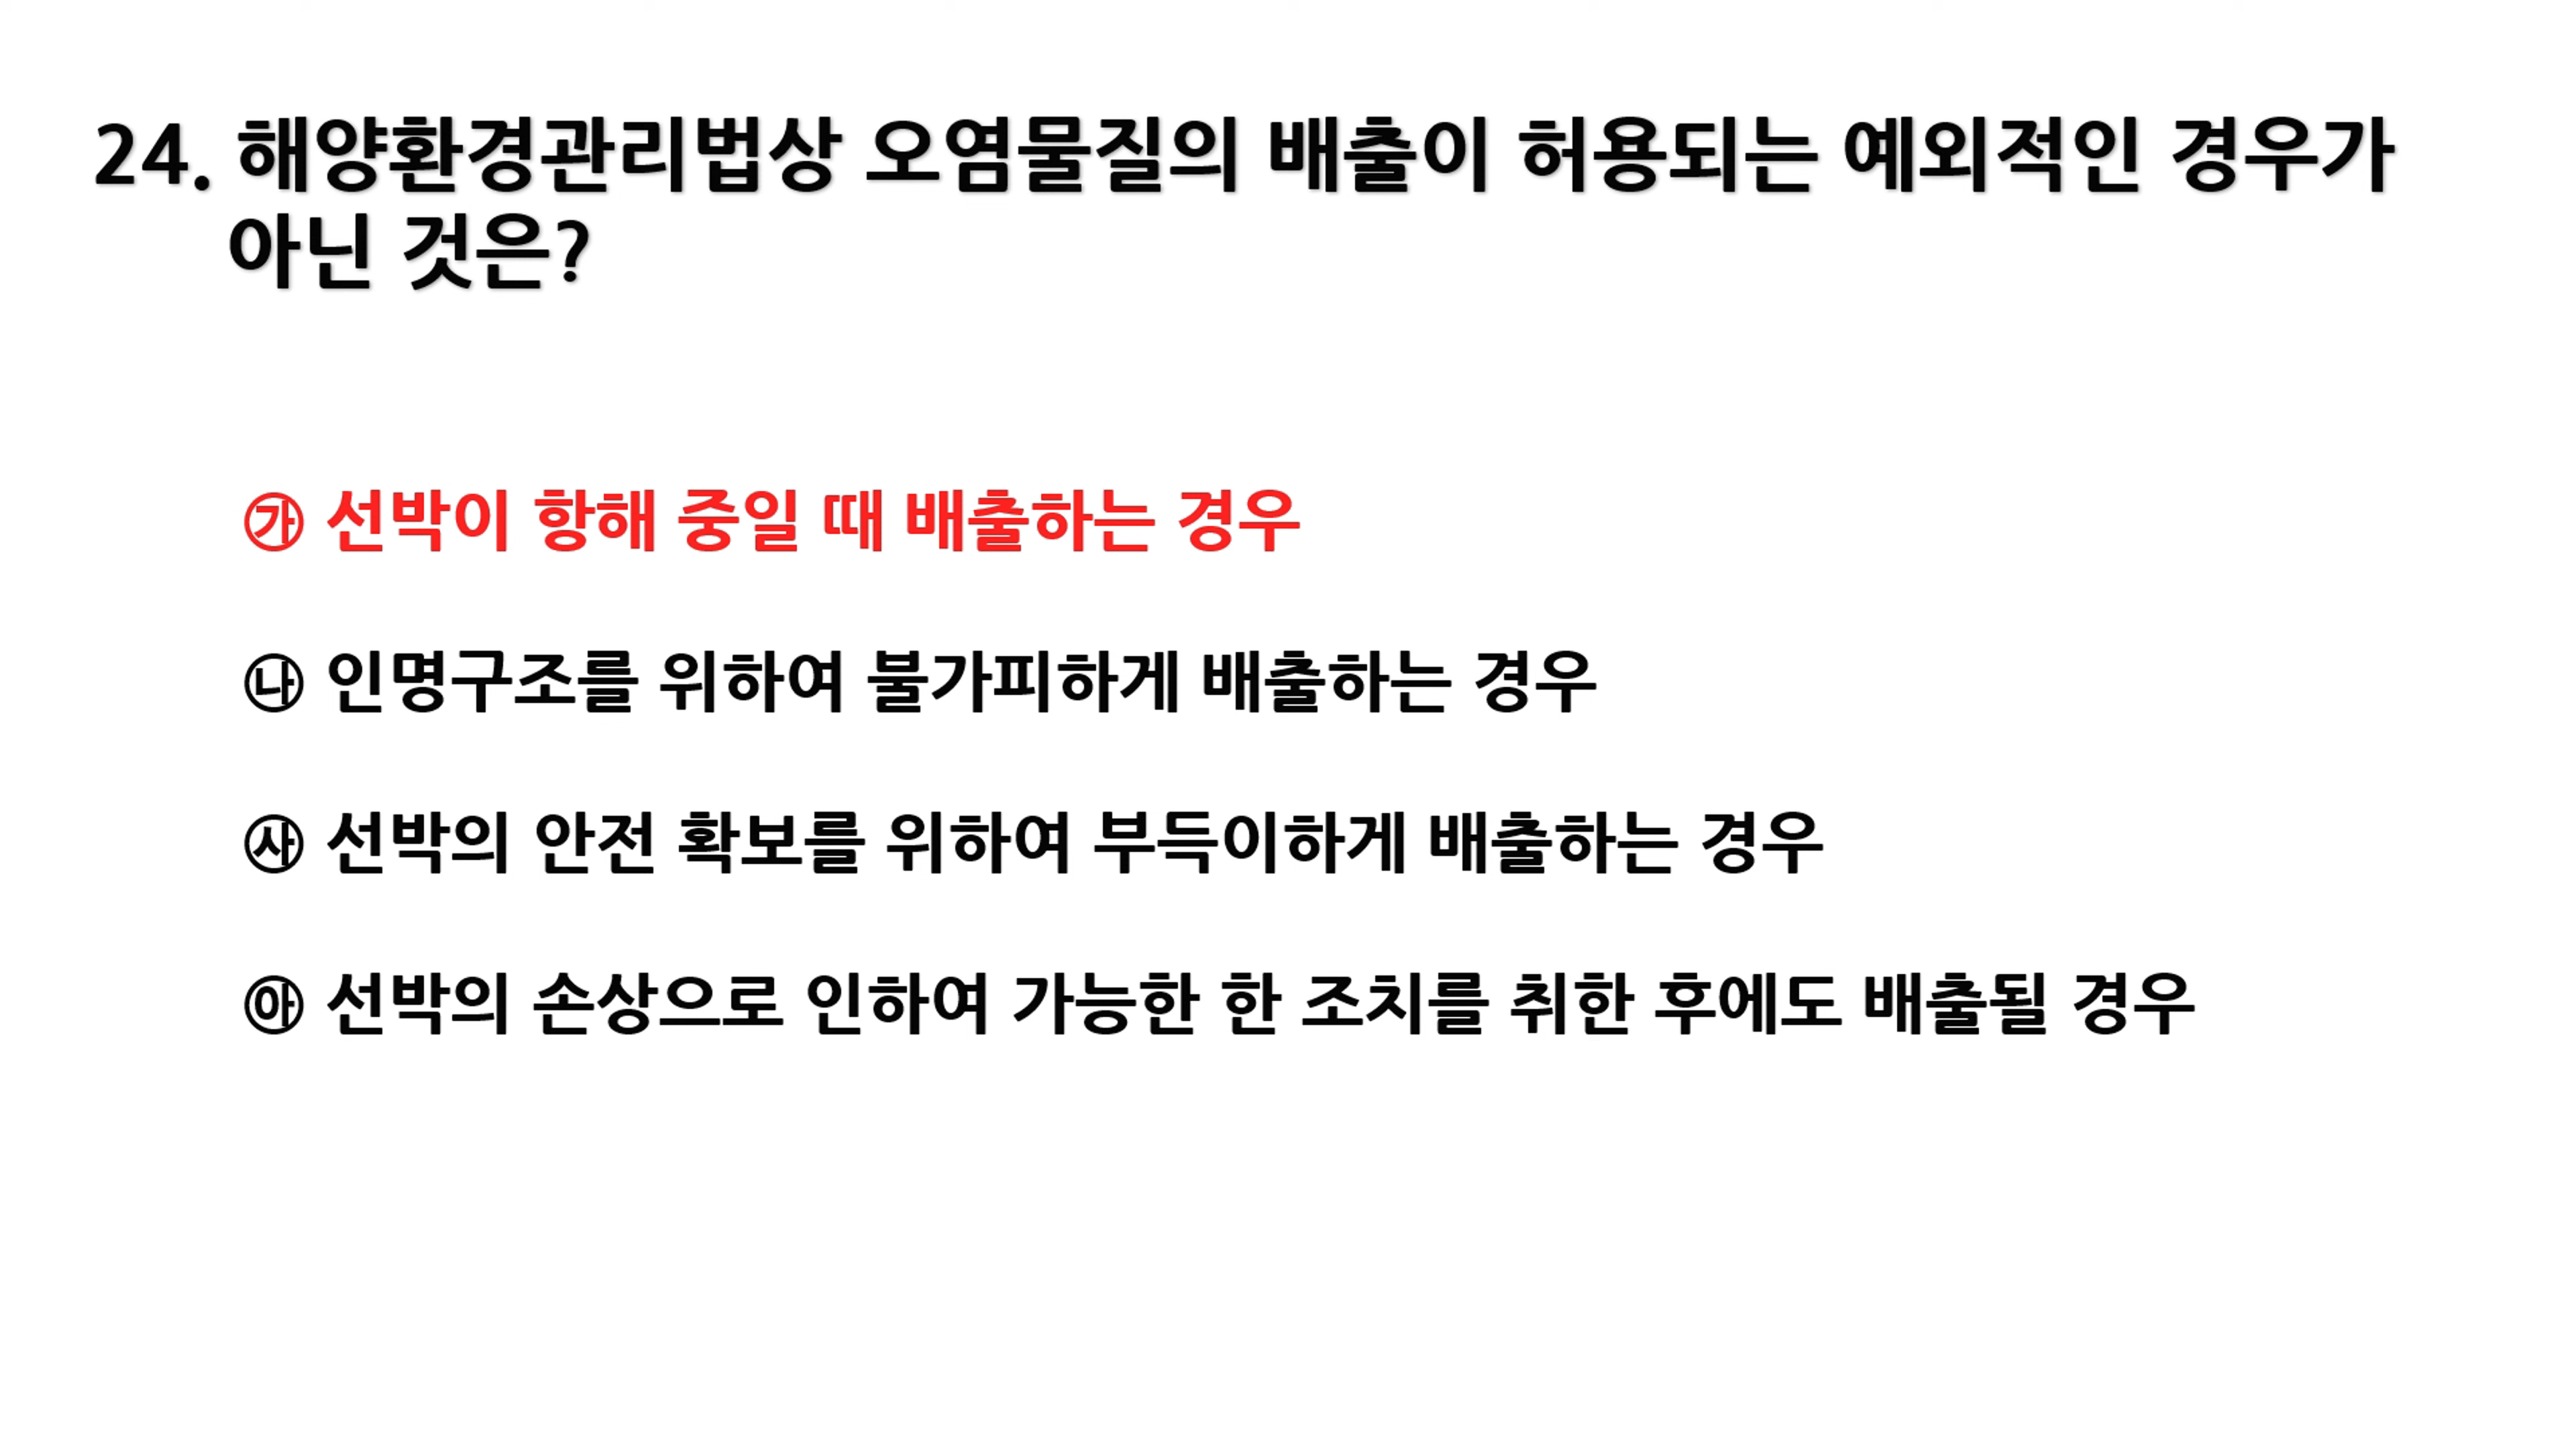 24. 해양환경관리법상 오염물질의 배출이 허용되는 예외적인 경우가
아닌 것은?
㉮ 선박이 항해 중일 때 배출하는 경우
㉯ 인명구조를 위하여 불가피하게 배출하는 경우
㉴ 선박의 안전 확보를 위하여 부득이하게 배출하는 경우
㉵ 선박의 손상으로 인하여 가능한 한 조치를 취한 후에도 배출될 경우